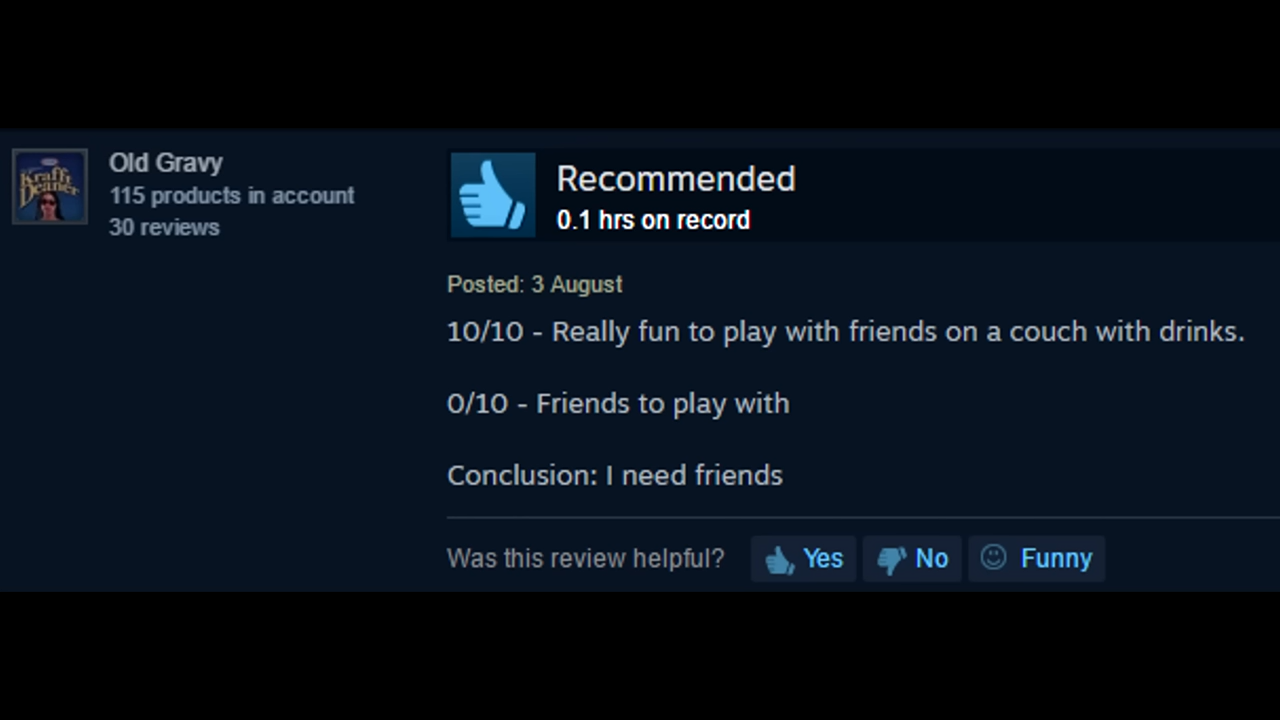 Krafft
Deaner
Old Gravy
115 products in account
30 reviews
Recommended
0.1 hrs on record
Posted: 3 August
10/10 - Really fun to play with friends on a couch with drinks.
0/10 - Friends to play with
Conclusion: I need friends
Was this review helpful? Yes No Funny